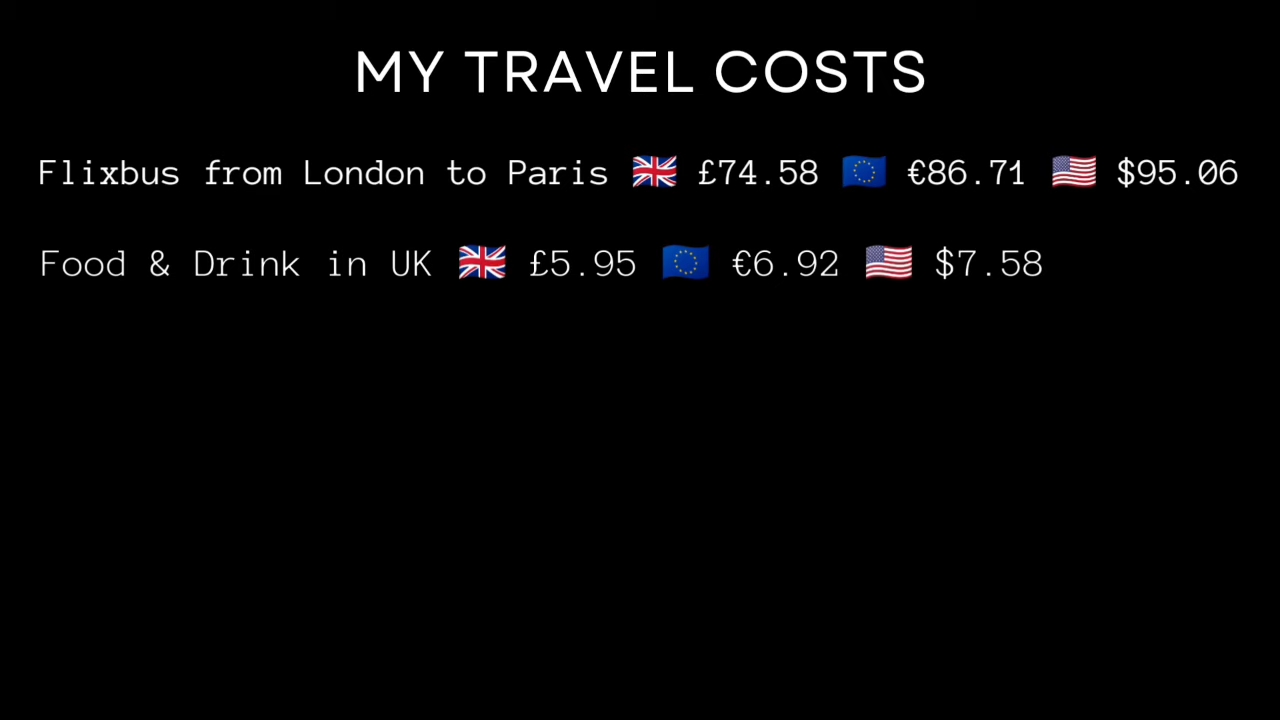 MY TRAVEL COSTS
Flixbus from London to Paris 🇬🇧 £74.58 🇪🇺 €86.71 🇺🇸 $95.06
Food & Drink in UK 🇬🇧 £5.95 🇪🇺 €6.92 🇺🇸 $7.58